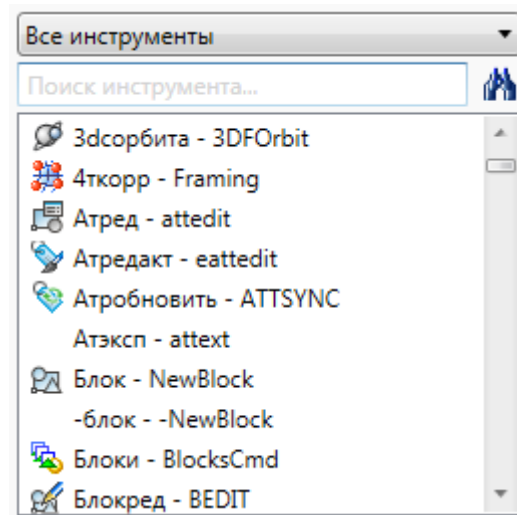 Все инструменты
Поиск инструмента...
3dсорбита - 3DFOrbit
4ткорр - Framing
Атред - attedit
Атредакт - eattedit
Атробновить - ATTSYNC
Атэксп - attext
Блок - NewBlock
-блок - -NewBlock
Блоки - BlocksCmd
Блокред - BEDIT